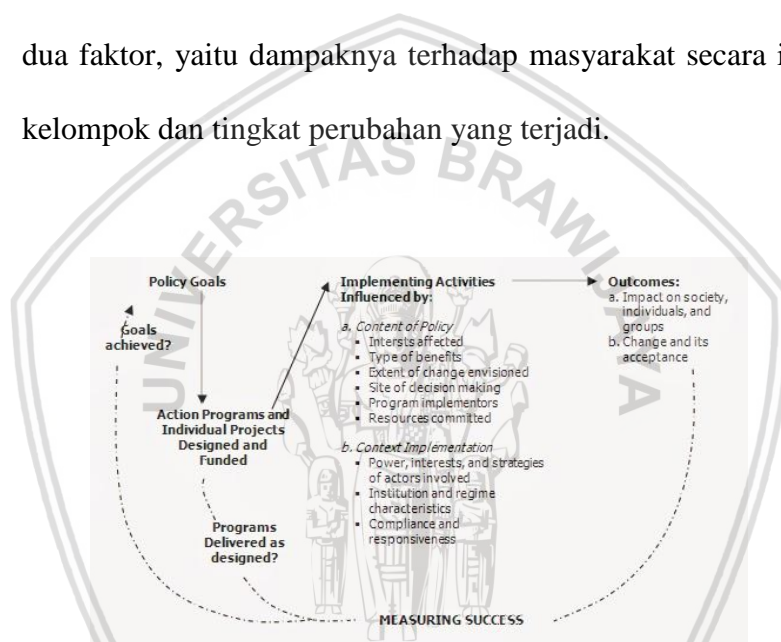 dua faktor, yaitu dampaknya terhadap masyarakat secara
kelompok dan tingkat perubahan yang terjadi.
UNIVERSITAS BRAWIJAYA
Policy Goals
Goals
achieved?
Action Programs and
Individual Projects
Designed and
Funded
Programs
Delivered as
designed?
Implementing Activities
Influenced by:
a. Content of Policy
▪ Intersts affected
▪ Type of benefits
▪ Extent of change envisioned
▪ Site of decision making
▪ Program implementors
▪ Resources committed
b. Context Implementation
▪ Power, interests, and strategies
of actors involved
▪ Institution and regime
characteristics
▪ Compliance and
responsiveness
Outcomes:
a. Impact on society,
individuals, and
groups
b. Change and its
acceptance
MEASURING SUCCESS